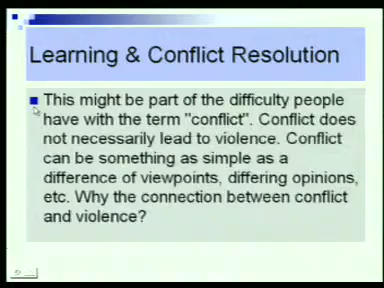 Learning & Conflict Resolution
This might be part of the difficulty people
have with the term "conflict". Conflict does
not necessarily lead to violence. Conflict
can be something as simple as a
difference of viewpoints, differing opinions,
etc. Why the connection between conflict
and violence?